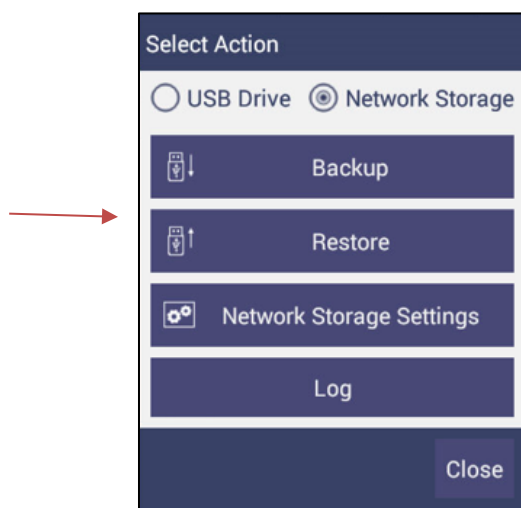 Select Action
USB Drive Network Storage
Backup
Restore
Network Storage Settings
Log
Close